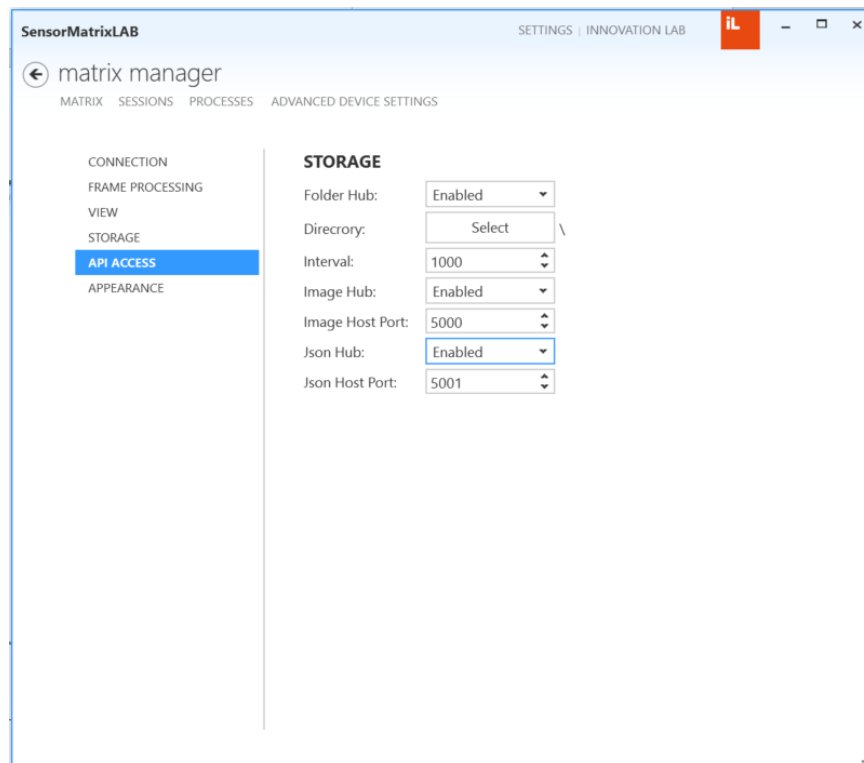 SensorMatrixLAB
SETTINGS | INNOVATION LAB
iL
matrix manager
MATRIX SESSIONS PROCESSES ADVANCED DEVICE SETTINGS
CONNECTION
FRAME PROCESSING
VIEW
STORAGE
API ACCESS
APPEARANCE
STORAGE
Folder Hub: Enabled
Direcrory: Select \
Interval: 1000
Image Hub: Enabled
Image Host Port: 5000
Json Hub: Enabled
Json Host Port: 5001